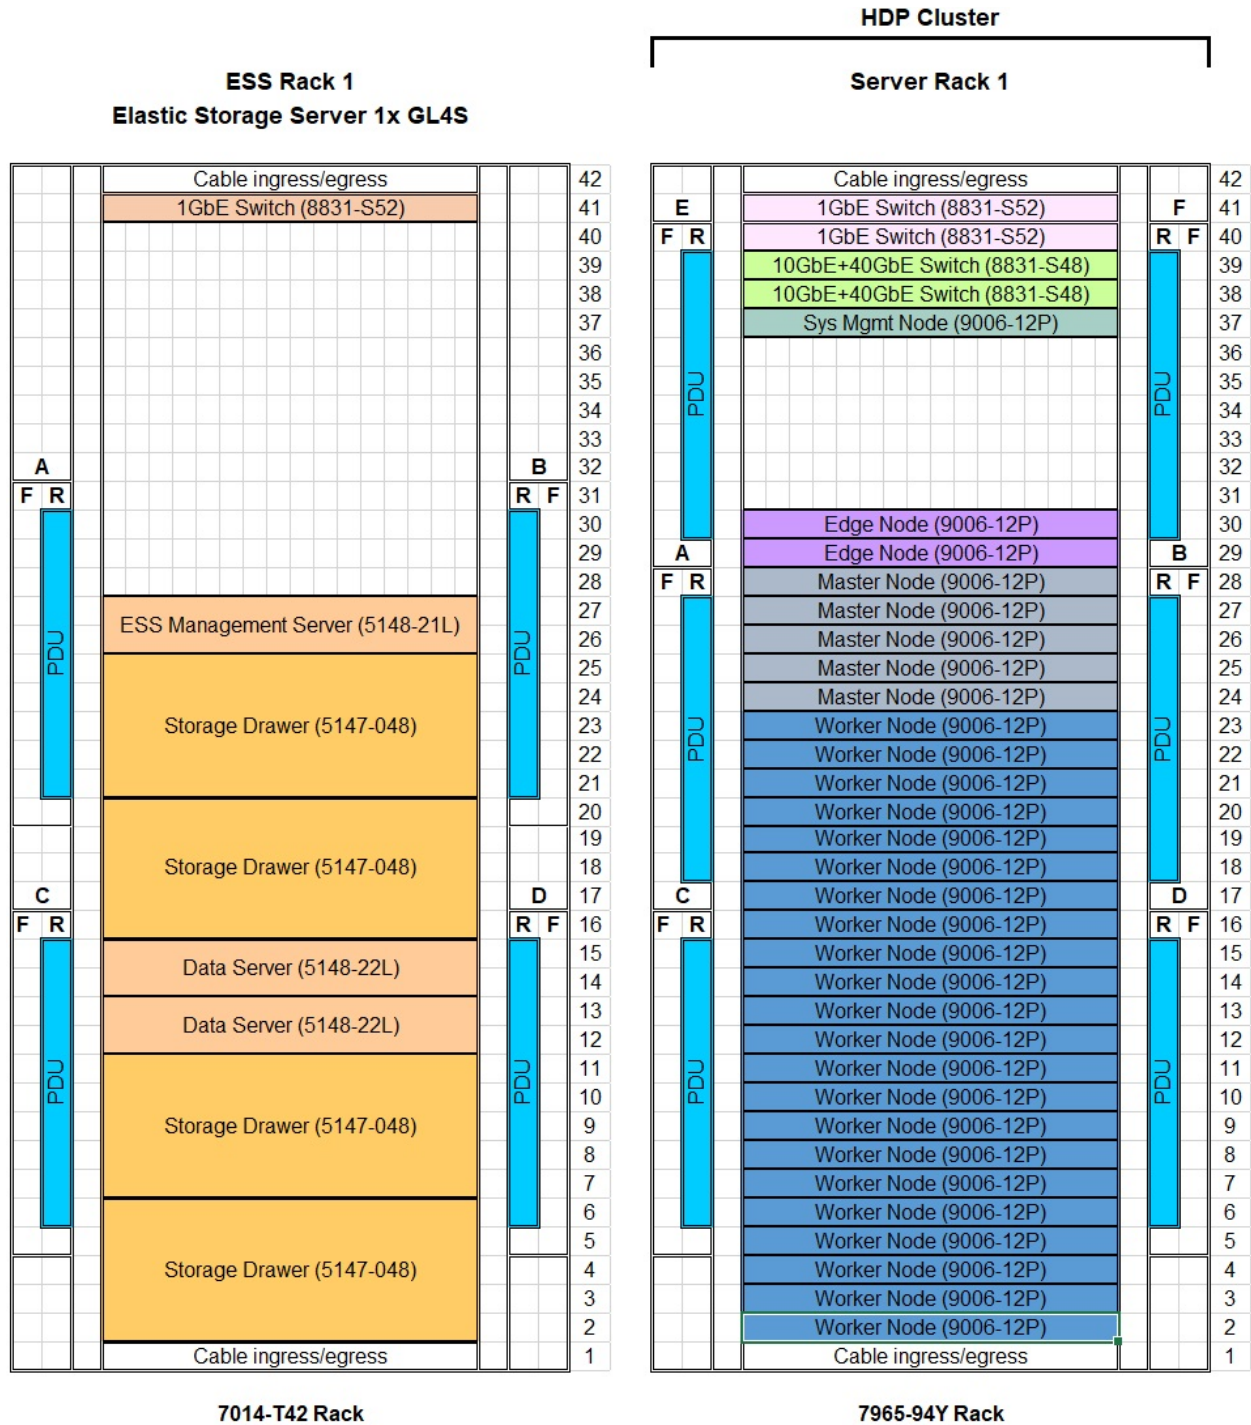 HDP Cluster
ESS Rack 1
Elastic Storage Server 1x GL4S
Server Rack 1
Cable ingress/egress 42 Cable ingress/egress 42
1GbE Switch (8831-S52) 41 E 1GbE Switch (8831-S52) F 41
40 F R 1GbE Switch (8831-S52) R F 40
39 10GbE+40GbE Switch (8831-S48) 39
38 10GbE+40GbE Switch (8831-S48) 38
37 Sys Mgmt Node (9006-12P) 37
36 36
35 PDU PDU 35
34 34
33 33
A B 32 32
F R R F 31 31
30 Edge Node (9006-12P) 30
29 A Edge Node (9006-12P) B 29
28 F R Master Node (9006-12P) R F 28
27 Master Node (9006-12P) 27
ESS Management Server (5148-21L)
26 Master Node (9006-12P) 26
PDU PDU 25 Master Node (9006-12P) 25
24 Master Node (9006-12P) 24
Storage Drawer (5147-048) 23 Worker Node (9006-12P) 23
22 PDU Worker Node (9006-12P) PDU 22
21 Worker Node (9006-12P) 21
20 Worker Node (9006-12P) 20
19 Worker Node (9006-12P) 19
Storage Drawer (5147-048) 18 Worker Node (9006-12P) 18
C D 17 C Worker Node (9006-12P) D 17
F R R F 16 F R Worker Node (9006-12P) R F 16
15 Worker Node (9006-12P) 15
Data Server (5148-22L)
14 Worker Node (9006-12P) 14
13 Worker Node (9006-12P) 13
Data Server (5148-22L)
12 Worker Node (9006-12P) 12
11 Worker Node (9006-12P) 11
PDU PDU 10 PDU Worker Node (9006-12P) PDU 10
Storage Drawer (5147-048) 9 Worker Node (9006-12P) 9
8 Worker Node (9006-12P) 8
7 Worker Node (9006-12P) 7
6 Worker Node (9006-12P) 6
5 Worker Node (9006-12P) 5
Storage Drawer (5147-048) 4 Worker Node (9006-12P) 4
3 Worker Node (9006-12P) 3
2 Worker Node (9006-12P) 2
Cable ingress/egress 1 Cable ingress/egress 1
7014-T42 Rack 7965-94Y Rack